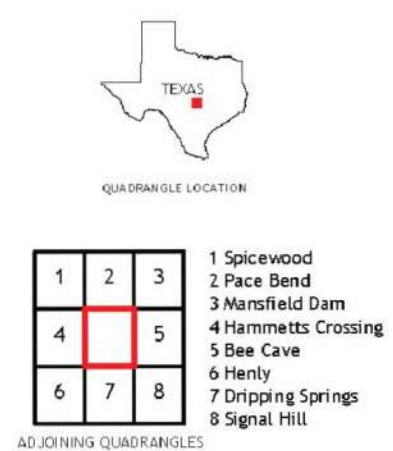 TEXAS
QUADRANGLE LOCATION
1 2 3
4 5
6 7 8
1 Spicewood
2 Pace Bend
3 Mansfield Dam
4 Hammetts Crossing
5 Bee Cave
6 Henly
7 Dripping Springs
8 Signal Hill
ADJOINING QUADRANGLES